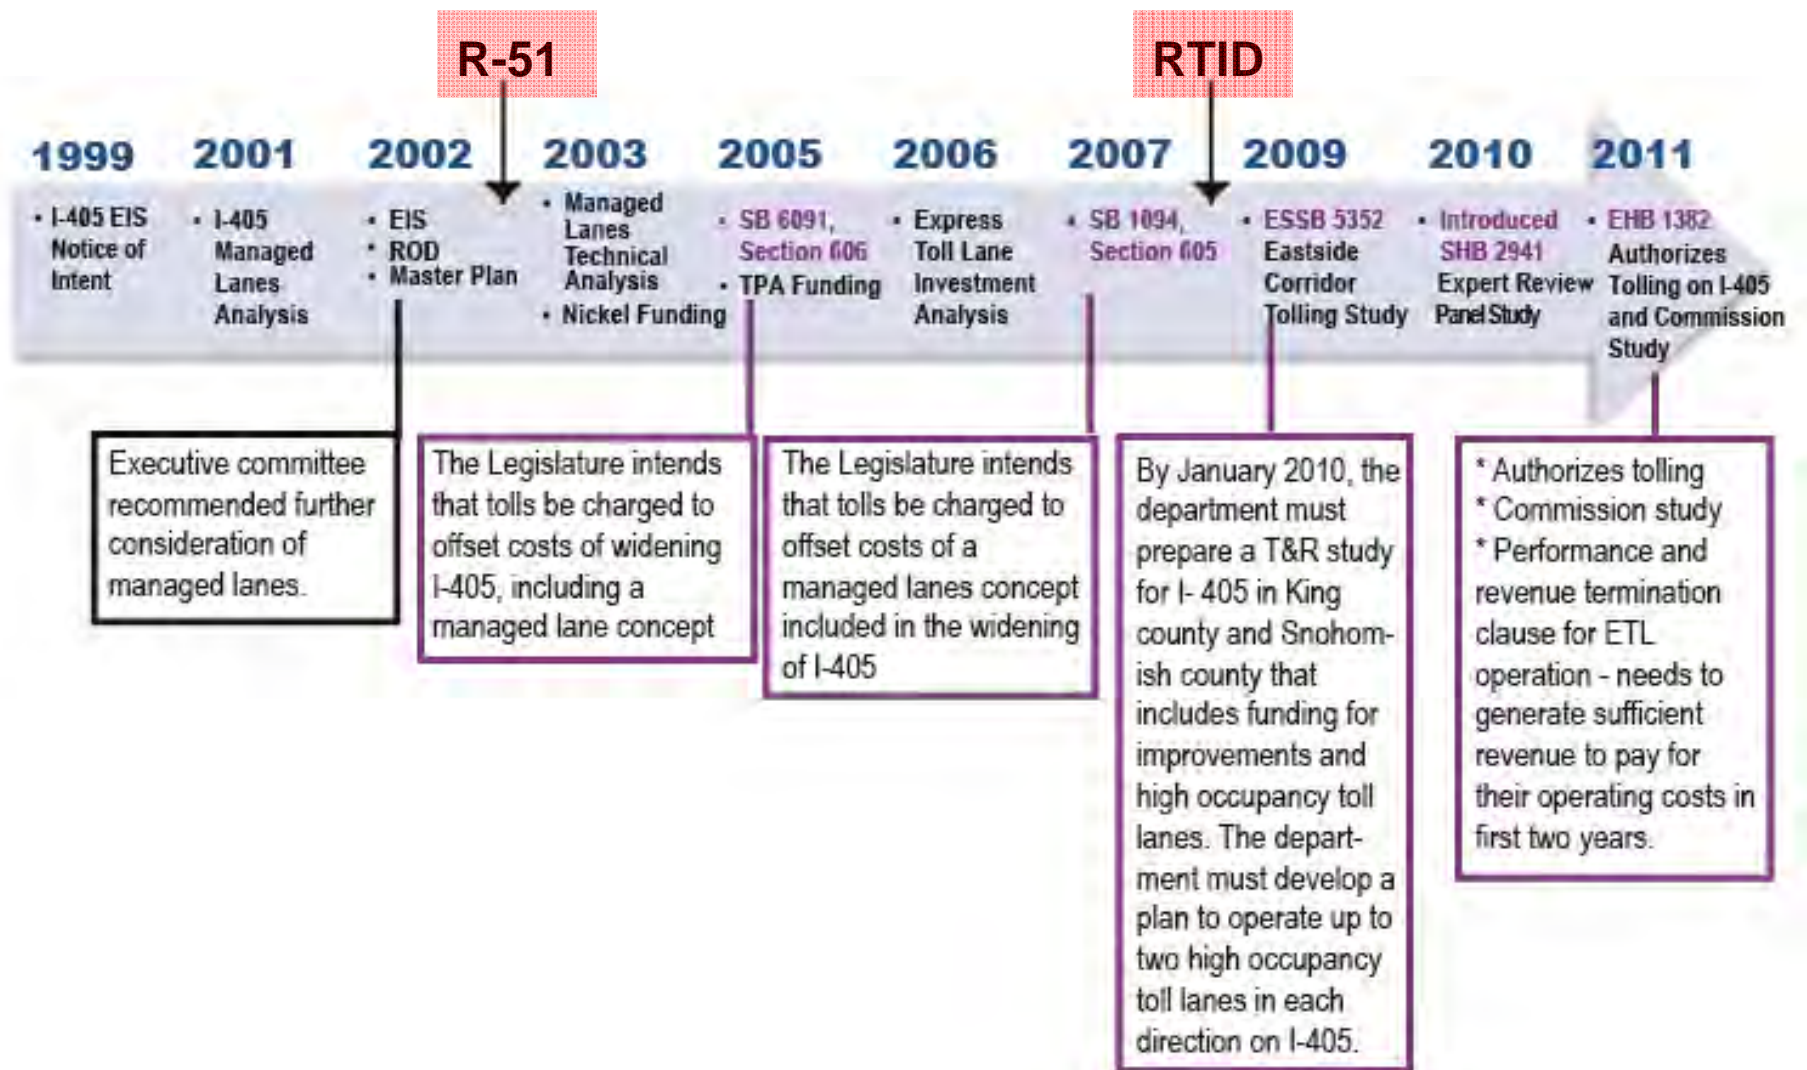 R-51
RTID
1999
2001
2002
2003
2005
2006
2007
2009
2010
2011
• I-405 EIS
Notice of
Intent
• I-405
Managed
Lanes
Analysis
• EIS
• ROD
• Master Plan
• Managed
Lanes
Technical
Analysis
• Nickel Funding
• SB 6091,
Section 606
• TPA Funding
• Express
Toll Lane
Investment
Analysis
• SB 1094,
Section 605
• ESSB 5352
Eastside
Corridor
Tolling Study
• Introduced
SHB 2941
Expert Review
Panel Study
• EHB 1382
Authorizes
Tolling on I-405
and Commission
Study
Executive committee
recommended further
consideration of
managed lanes.
The Legislature intends
that tolls be charged to
offset costs of widening
I-405, including a
managed lane concept
The Legislature intends
that tolls be charged to
offset costs of a
managed lanes concept
included in the widening
of I-405
By January 2010, the
department must
prepare a T&R study
for I- 405 in King
county and Snohom-
ish county that
includes funding for
improvements and
high occupancy toll
lanes. The depart-
ment must develop a
plan to operate up to
two high occupancy
toll lanes in each
direction on I-405.
* Authorizes tolling
* Commission study
* Performance and
revenue termination
clause for ETL
operation - needs to
generate sufficient
revenue to pay for
their operating costs in
first two years.